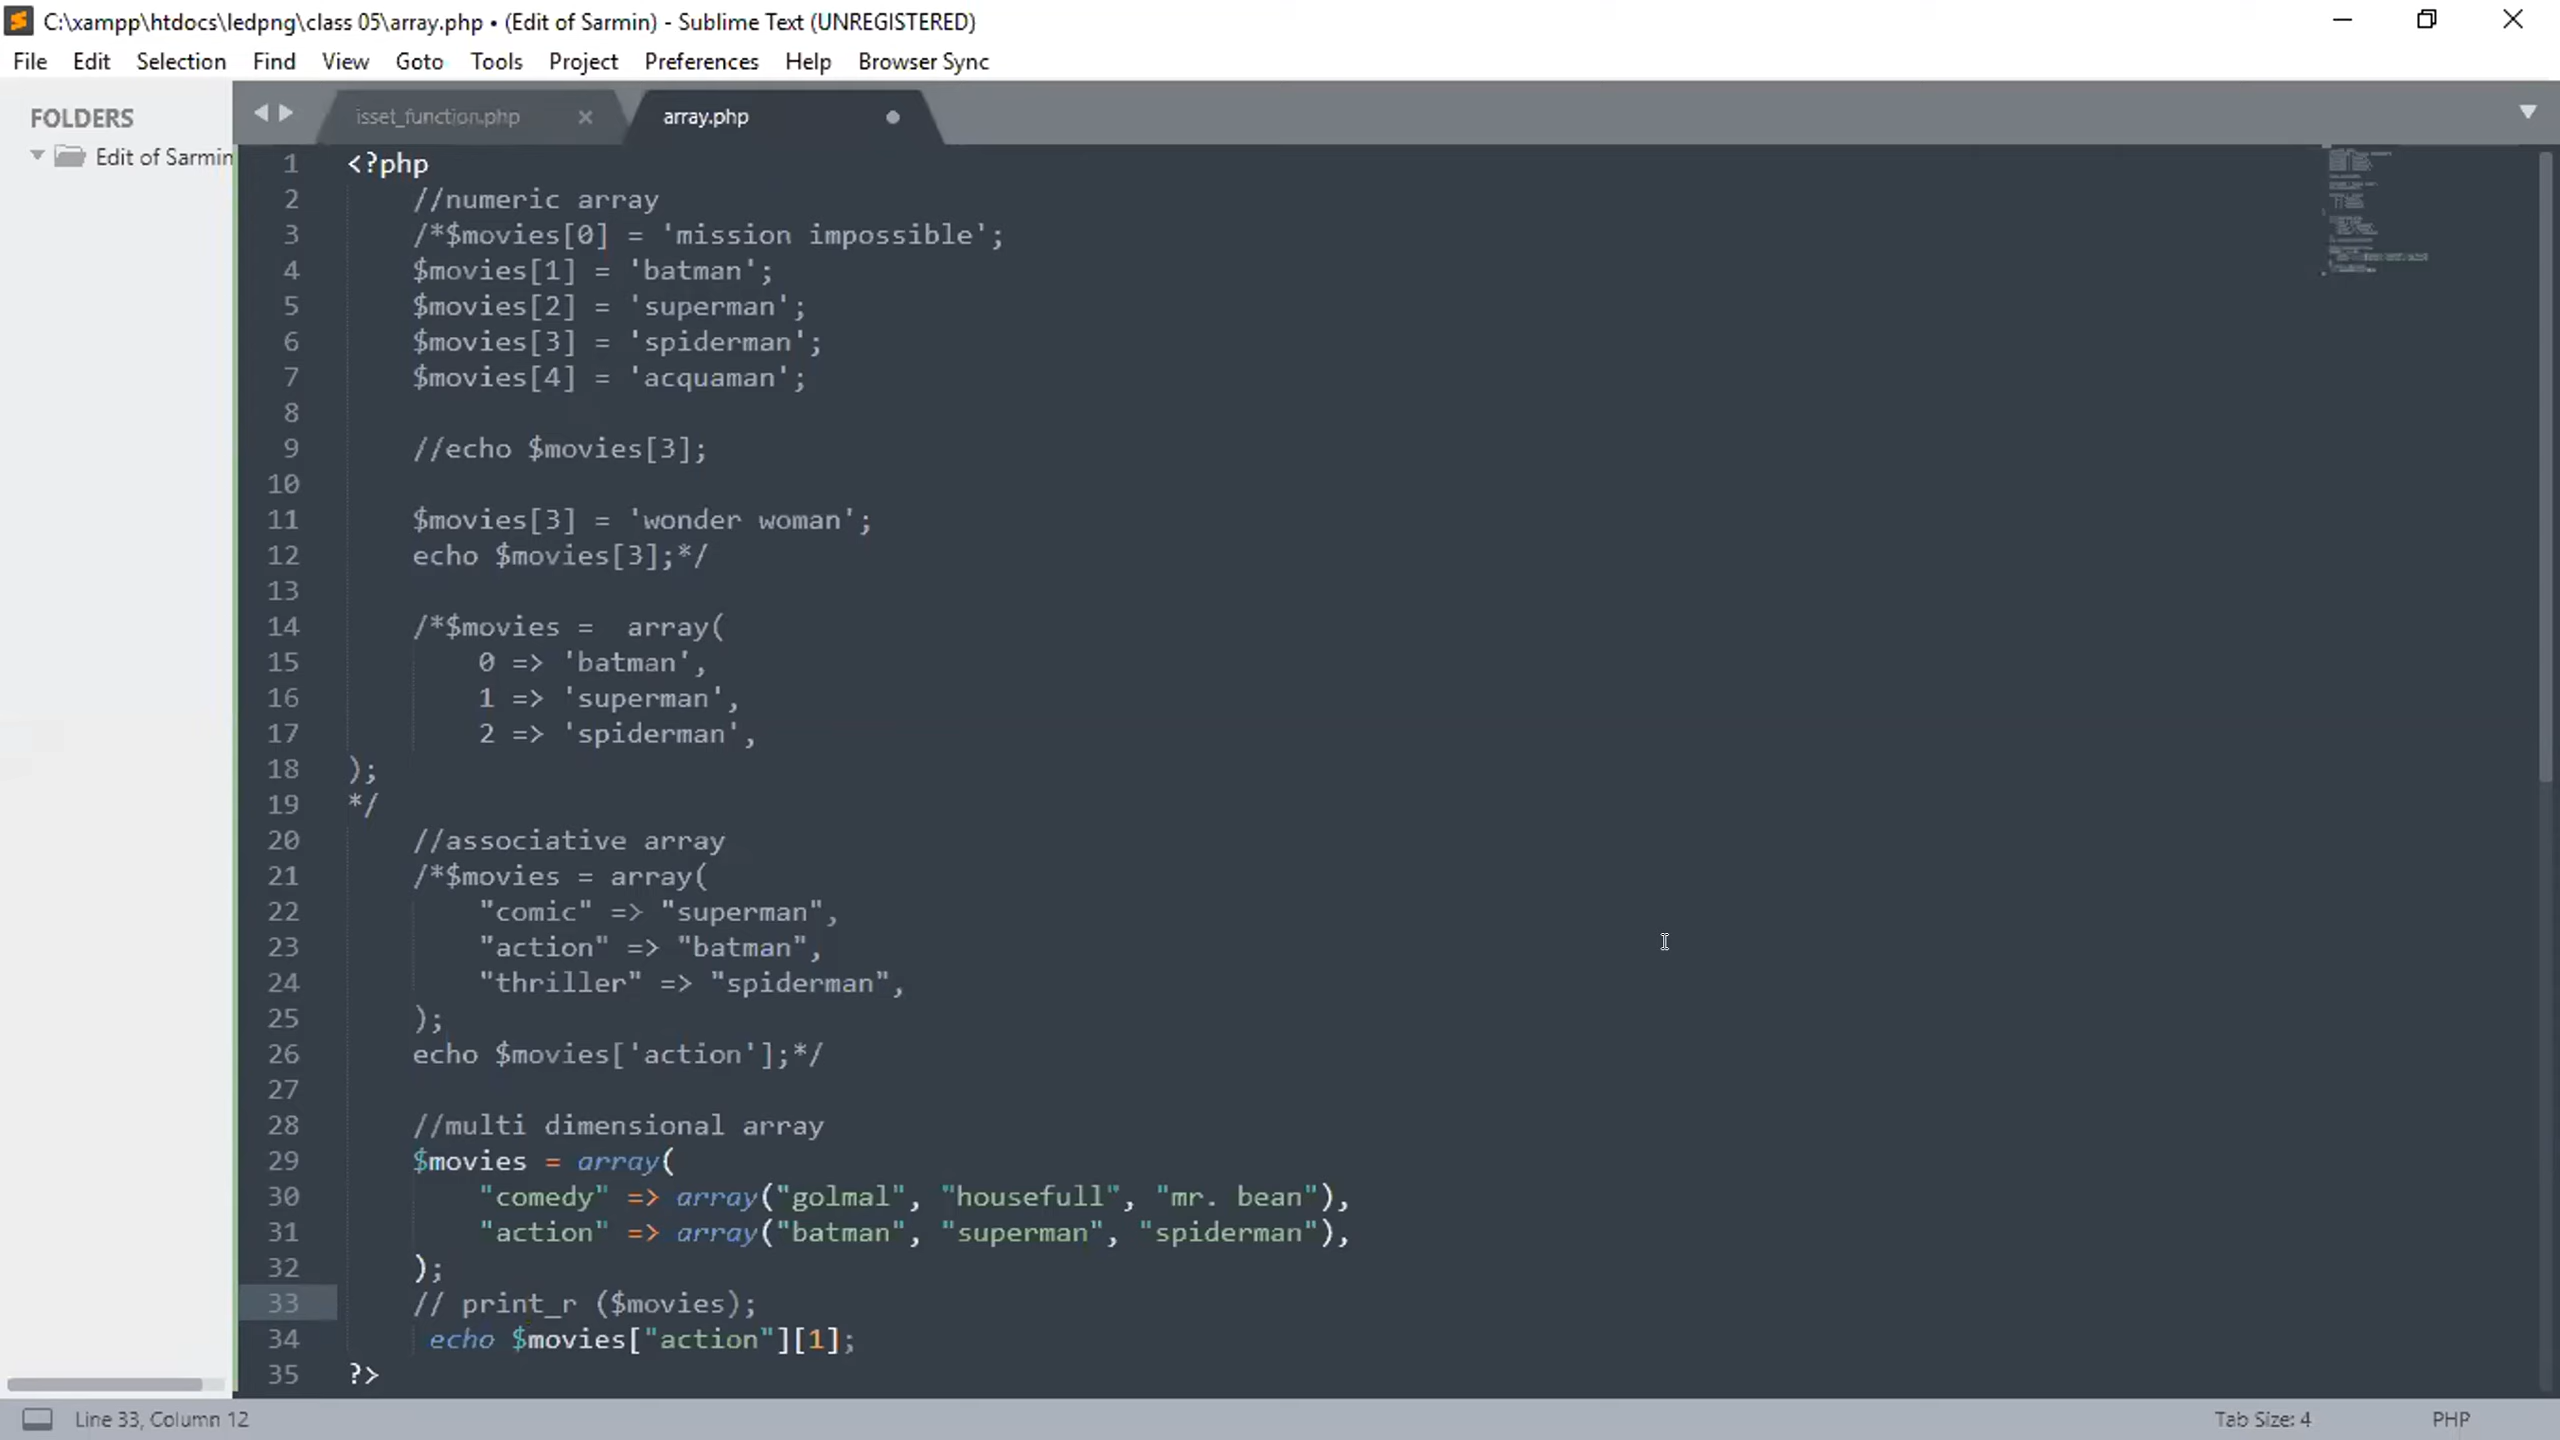 C:\xampp\htdocs\ledpng\class 05\array.php • (Edit of Sarmin) - Sublime Text (UNREGISTERED)
File Edit Selection Find View Goto Tools Project Preferences Help Browser Sync
FOLDERS
Edit of Sarmin
isset_function.php
array.php
1 <?php
2 //numeric array
3 /*$movies[0] = 'mission impossible';
4 $movies[1] = 'batman';
5 $movies[2] = 'superman';
6 $movies[3] = 'spiderman';
7 $movies[4] = 'acquaman';
8
9 //echo $movies[3];
10
11 $movies[3] = 'wonder woman';
12 echo $movies[3];*/
13
14 /*$movies =  array(
15 0 => 'batman',
16 1 => 'superman',
17 2 => 'spiderman',
18 );
19 */
20 //associative array
21 /*$movies = array(
22 "comic" => "superman",
23 "action" => "batman",
24 "thriller" => "spiderman",
25 );
26 echo $movies['action'];*/
27
28 //multi dimensional array
29 $movies = array(
30 "comedy" => array("golmal", "housefull", "mr. bean"),
31 "action" => array("batman", "superman", "spiderman"),
32 );
33 // print_r ($movies);
34 echo $movies["action"][1];
35 ?>
Line 33, Column 12
Tab Size: 4
PHP